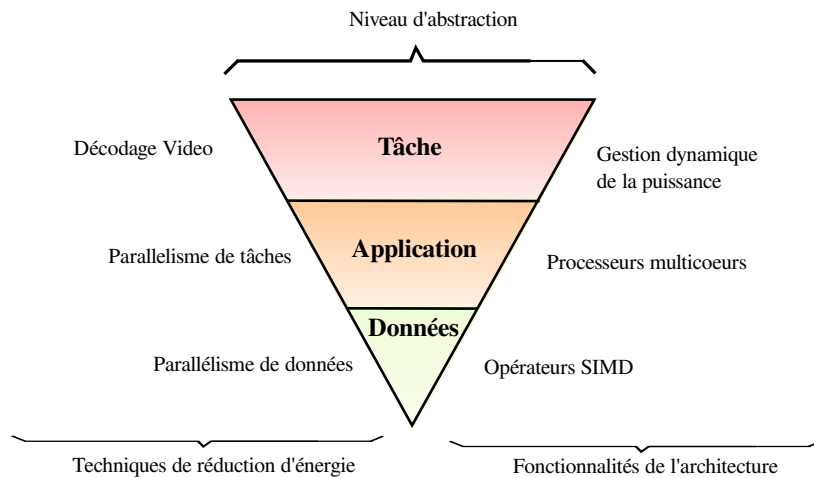 Niveau d'abstraction
Décodage Video
Tâche
Gestion dynamique
de la puissance
Parallelisme de tâches
Application
Processeurs multicoeurs
Données
Parallélisme de données
Opérateurs SIMD
Techniques de réduction d'énergie
Fonctionnalités de l'architecture